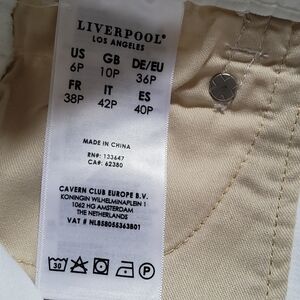 LIVERPOOL®
LOS ANGELES
US GB DE/EU
6P 10P 36P
FR IT ES
38P 42P 40P
MADE IN CHINA
RN#: 133647
CA#: 62380
CAVERN CLUB EUROPE B.V.
KONINGIN WILHELMINAPLEIN 1
1062 HG AMSTERDAM
THE NETHERLANDS
VAT # NL858055363B01
30 P